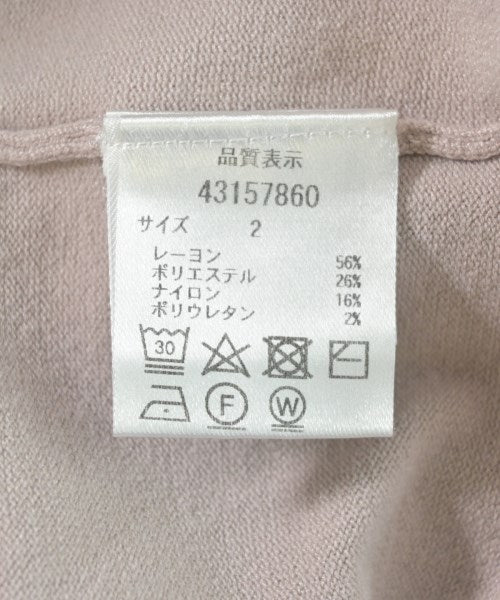 品質表示
43157860
サイズ 2
レーヨン 56%
ポリエステル 26%
ナイロン 16%
ポリウレタン 2%
30
F W